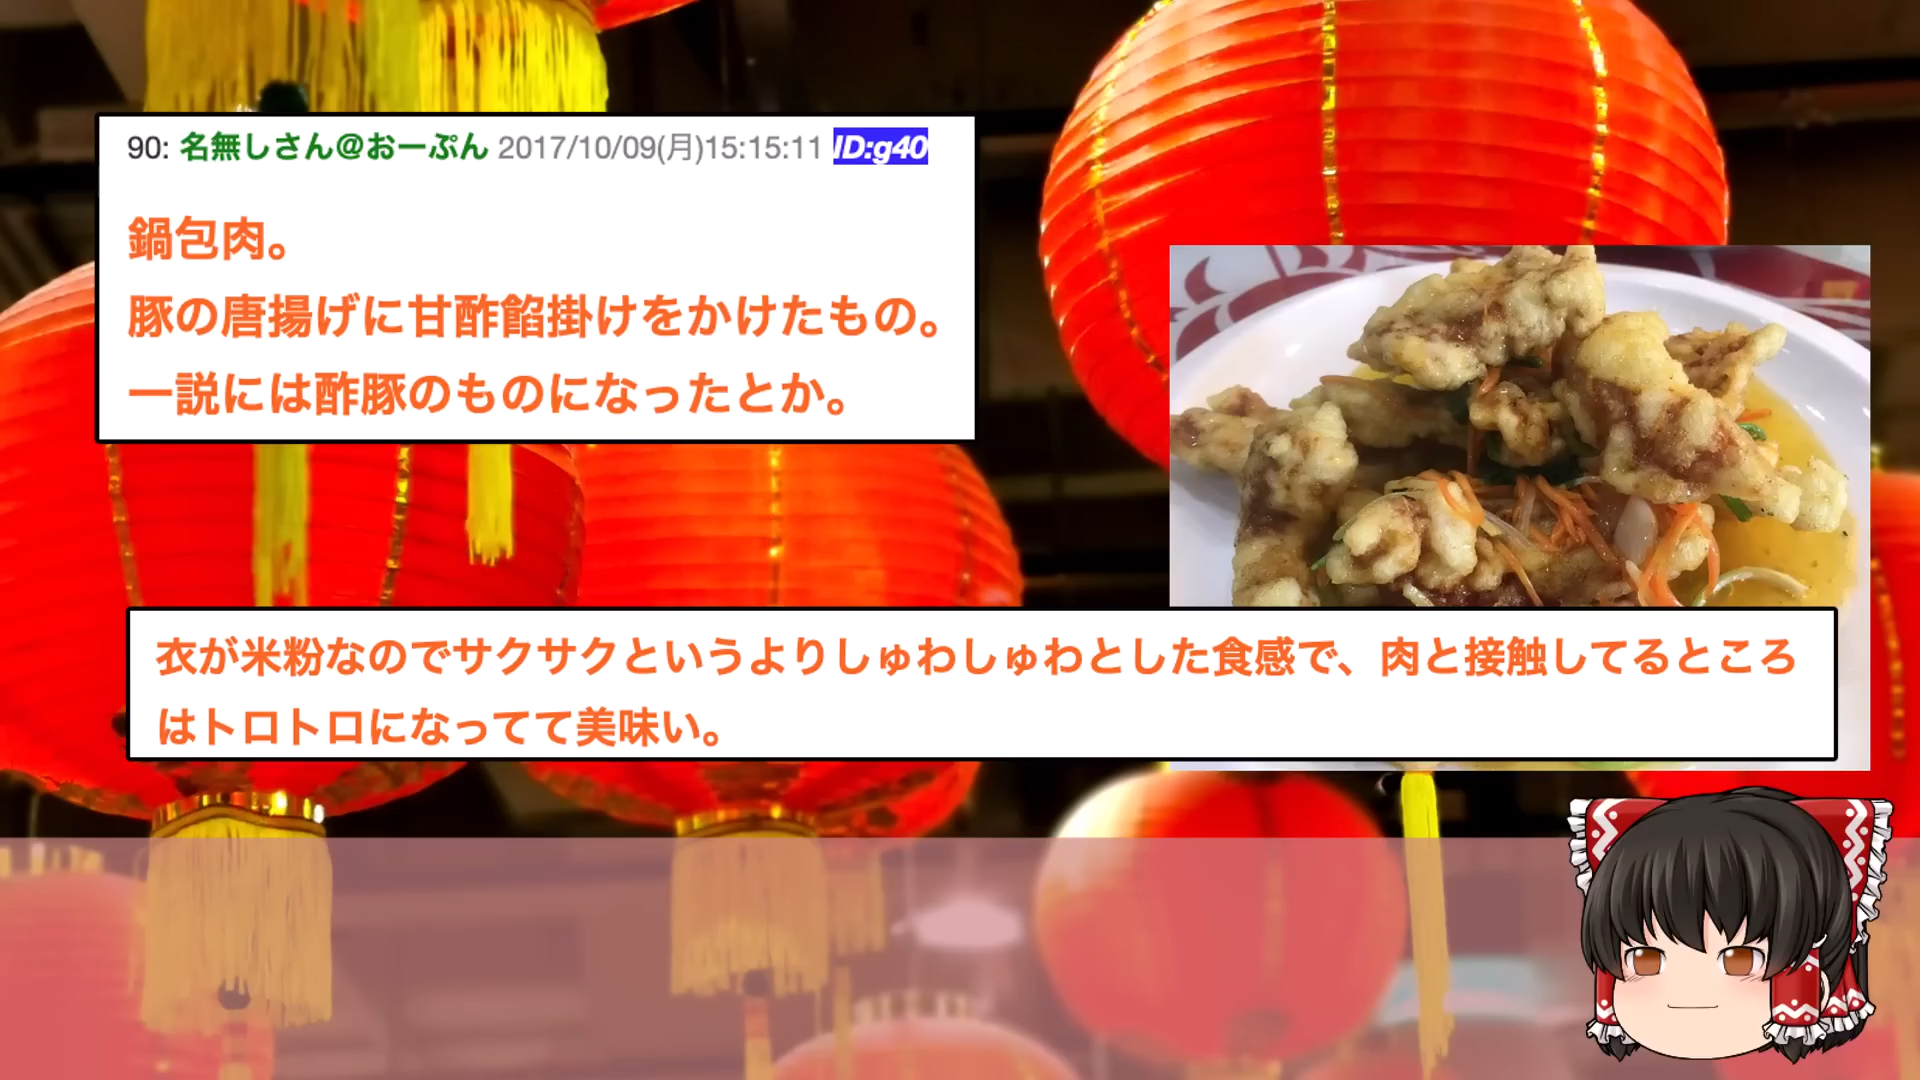 90: 名無しさん@おーぷん 2017/10/09(月)15:15:11 ID:g40
鍋包肉。
豚の唐揚げに甘酢餡掛けをかけたもの。
一説には酢豚のものになったとか。
衣が米粉なのでサクサクというよりしゅわしゅわとした食感で、肉と接触してるところ
はトロトロになってて美味い。